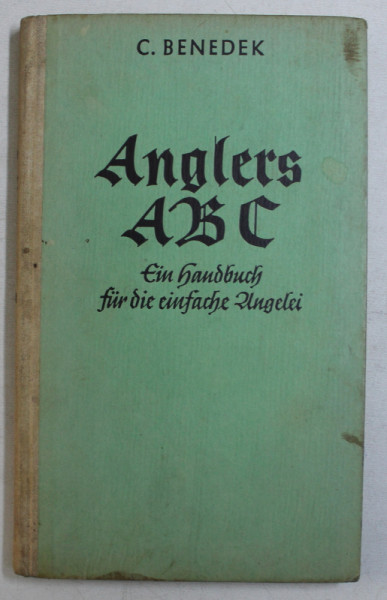 C. BENEDEK
Anglers
ABC
Ein Handbuch
für die einfache Angelei